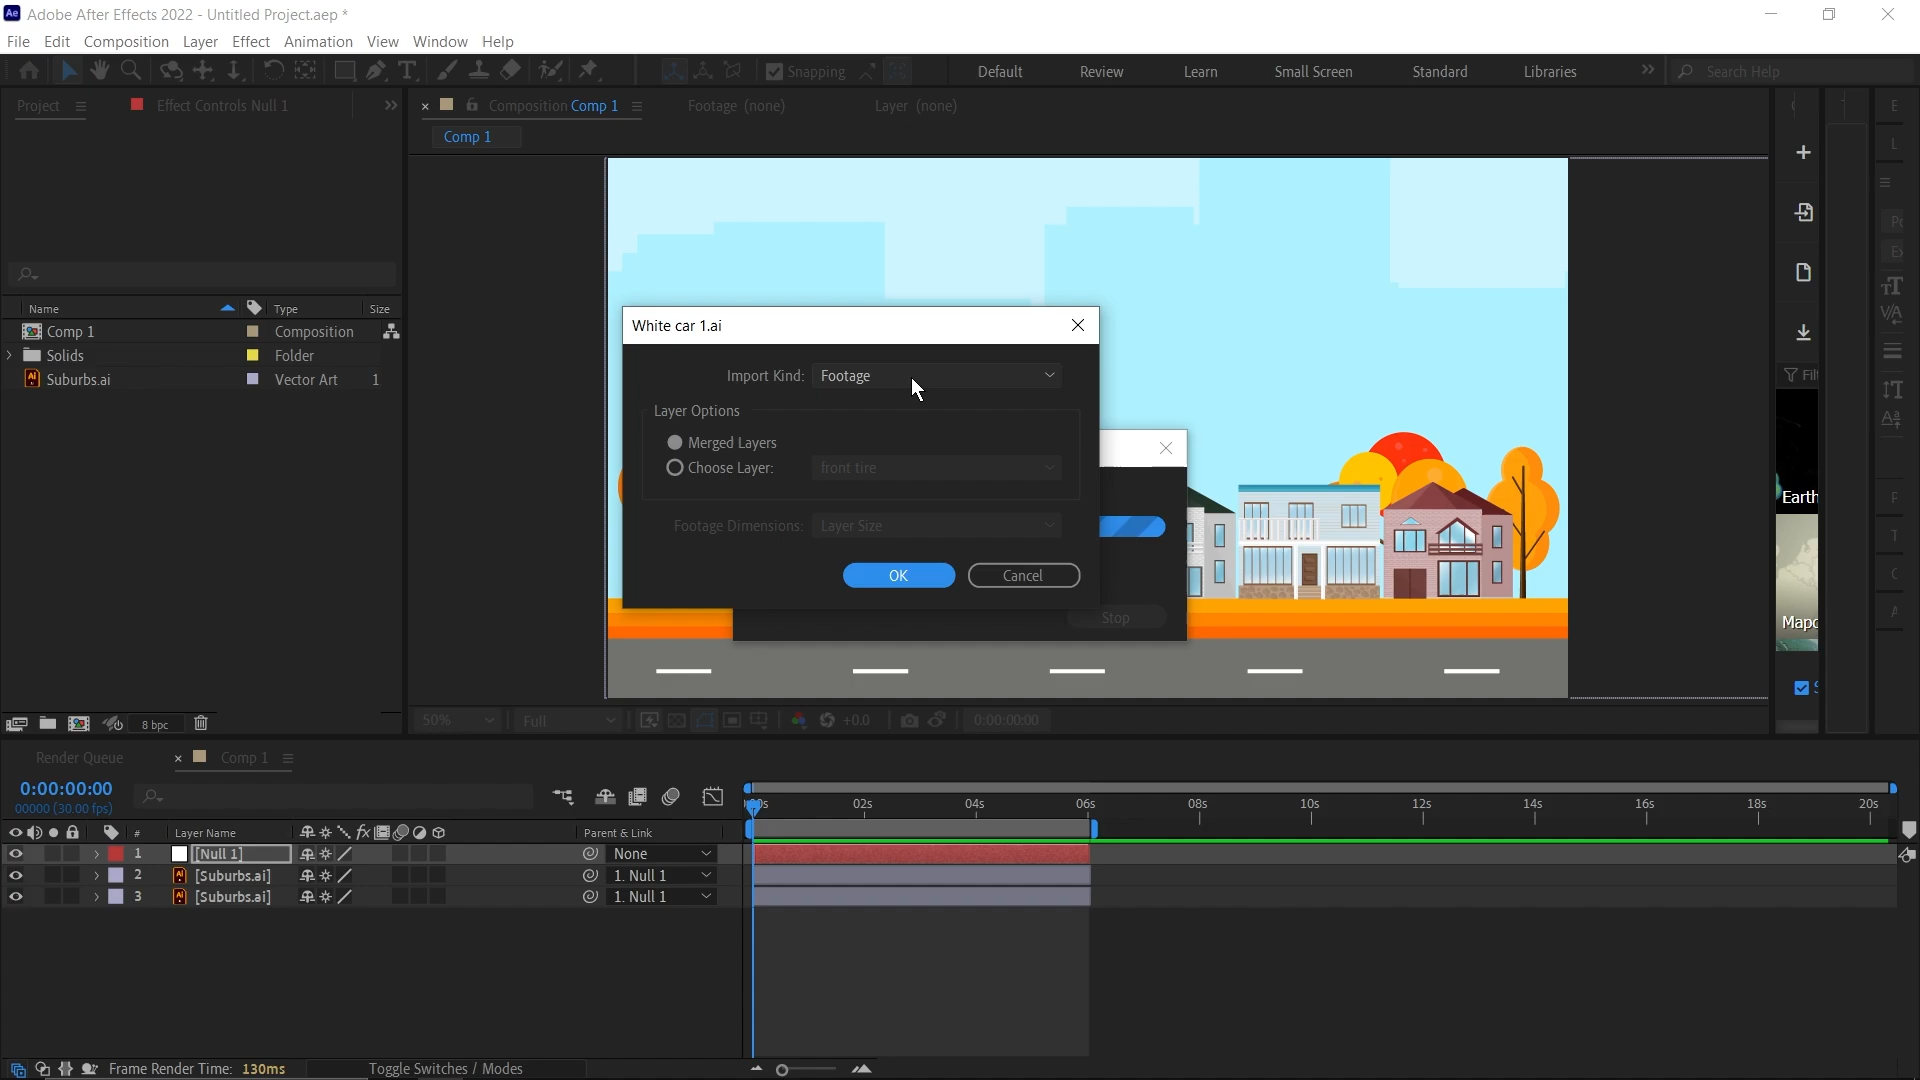 Ae Adobe After Effects 2022 - Untitled Project.aep *
File Edit Composition Layer Effect Animation View Window Help
Snapping Default Review Learn Small Screen Standard Libraries Search Help
Project Effect Controls Null 1 Composition Comp 1 Footage (none) Layer (none)
Comp 1
Name Type Size
Comp 1 Composition
Solids Folder
Suburbs.ai Vector Art 1
White car 1.ai
Import Kind: Footage
Layer Options
Merged Layers
Choose Layer: front tire
Footage Dimensions: Layer Size
OK Cancel
Stop
Earth
Mapc
8 bpc
50% Full +0.0 0:00:00:00
Render Queue Comp 1
0:00:00:00
00000 (30.00 fps)
02s 04s 06s 08s 10s 12s 14s 16s 18s 20s
# Layer Name Parent & Link
1 [Null 1] None
2 [Suburbs.ai] 1. Null 1
3 [Suburbs.ai] 1. Null 1
Frame Render Time: 130ms Toggle Switches / Modes